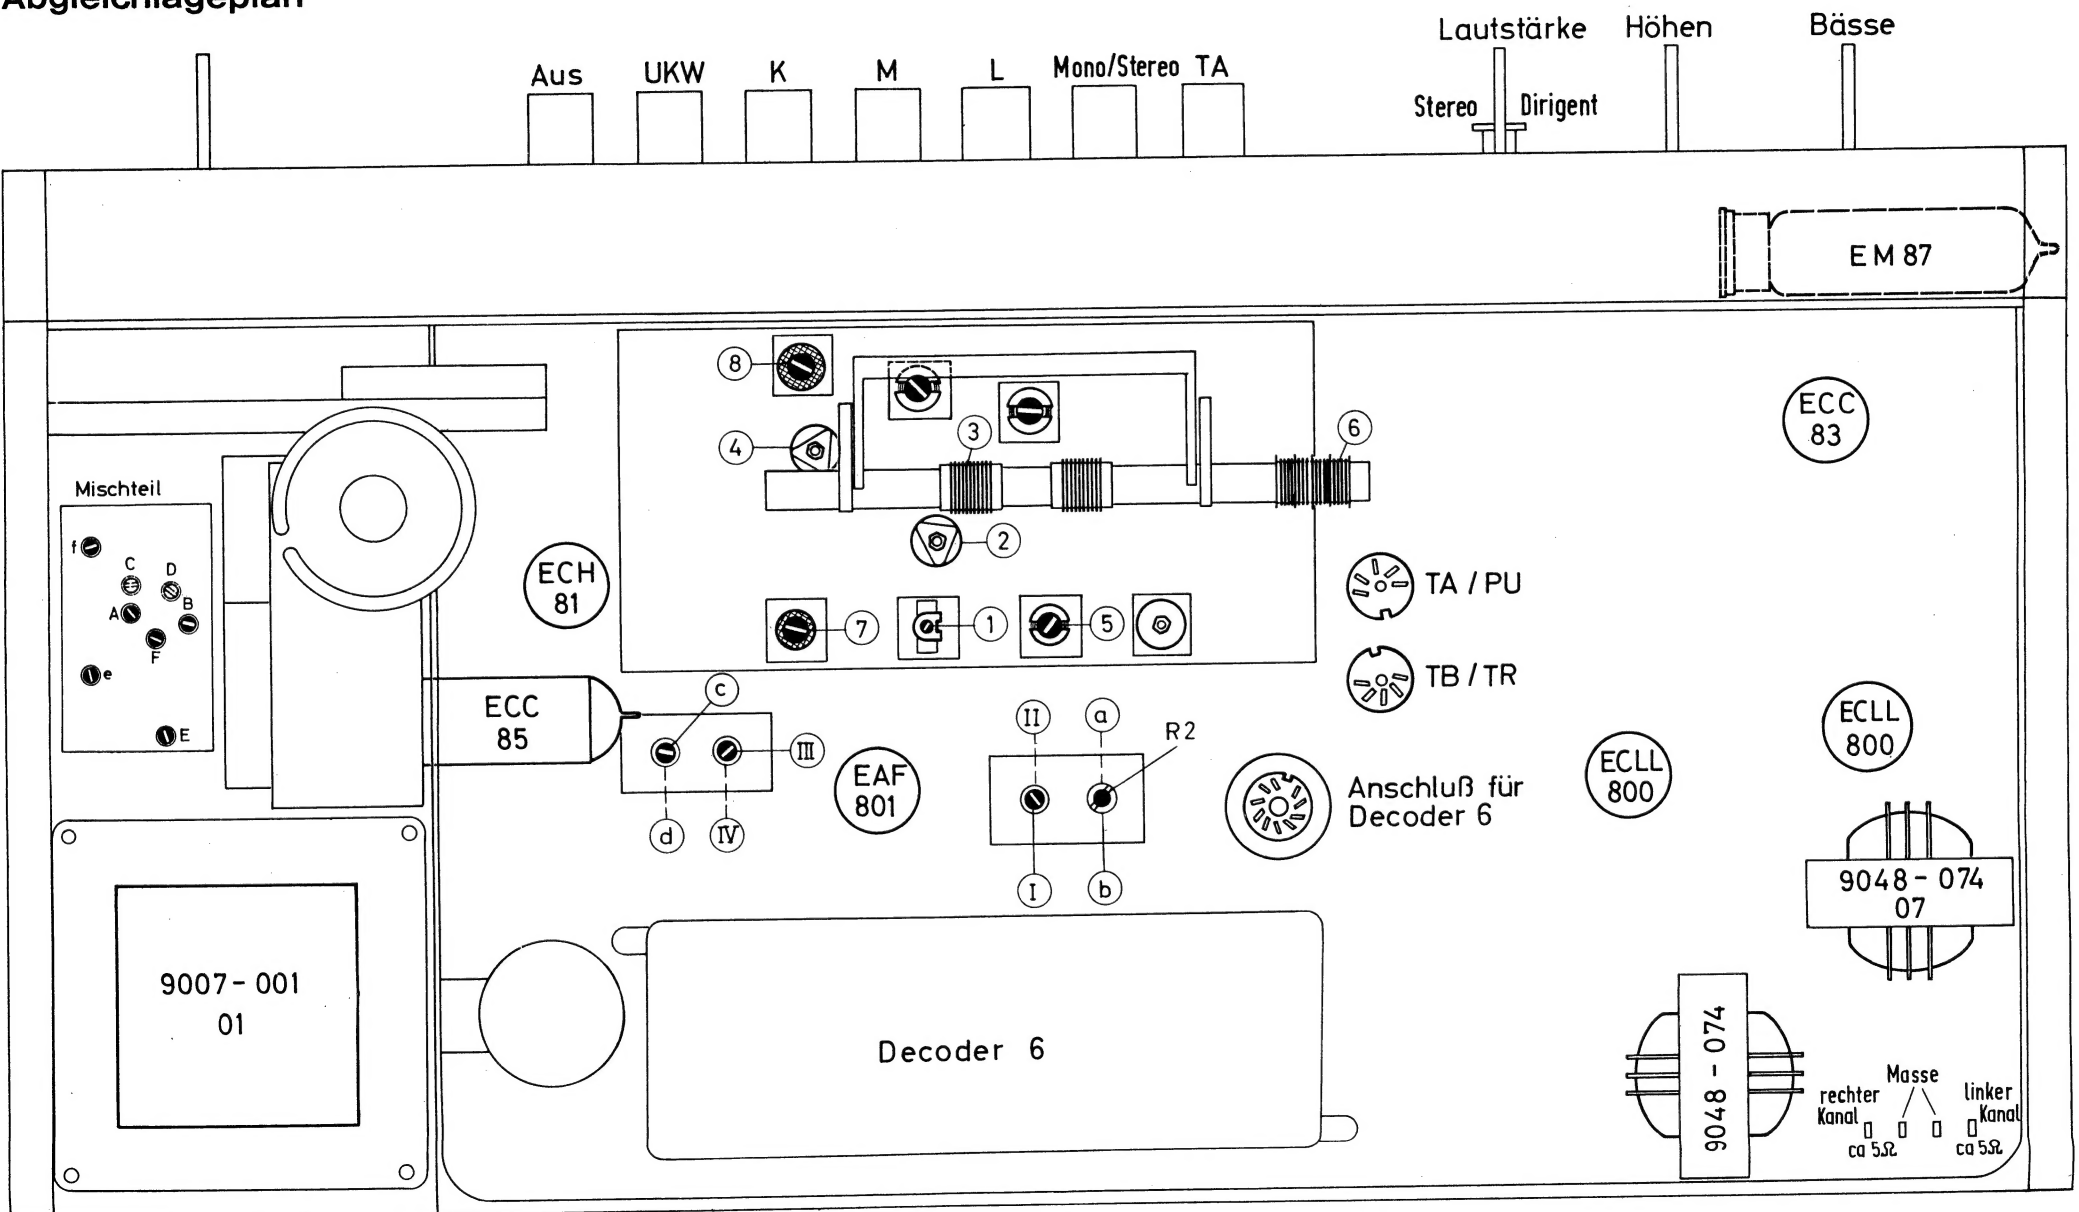 Abgleichlageplan
Lautstärke Höhen Bässe
Aus UKW K M L Mono/Stereo TA
Stereo Dirigent
EM 87
8
4
3
6
2
7
1
5
ECC
83
Mischteil
f
C
D
A
B
F
e
E
ECH
81
TA / PU
TB / TR
ECC
85
c
III
d
IV
EAF
801
II
a
R2
I
b
Anschluß für
Decoder 6
ECLL
800
ECLL
800
9048 - 074
07
9007 - 001
01
Decoder 6
9048 - 074
Masse
rechter
Kanal
linker
Kanal
ca 5Ω
ca 5Ω